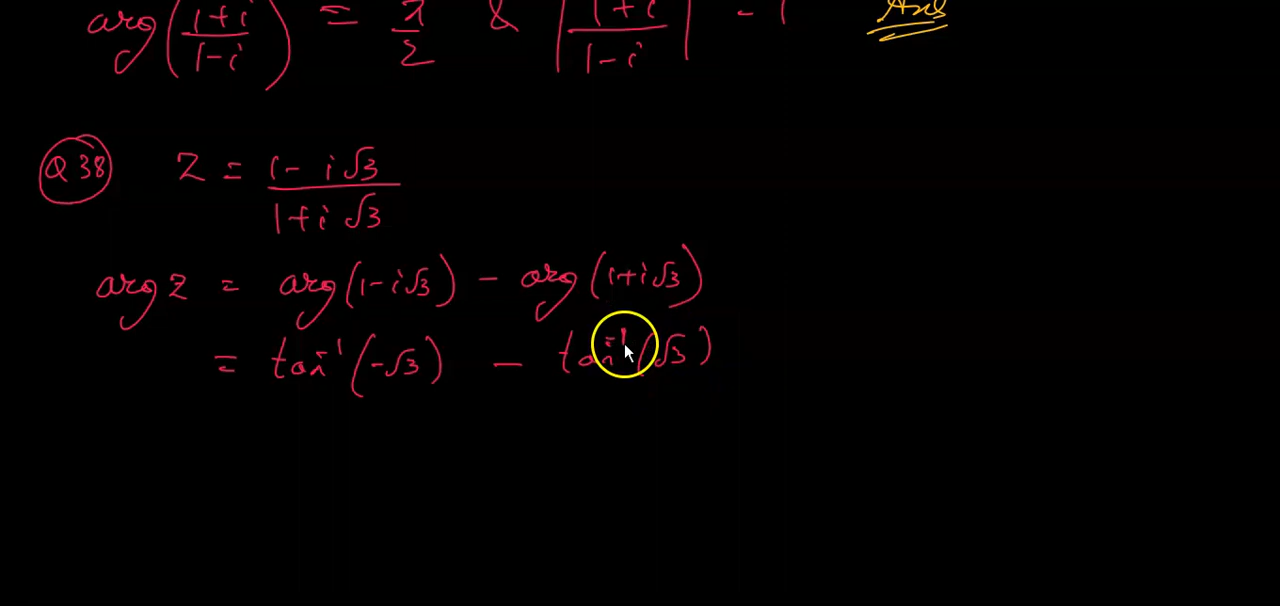 arg((1+i)/(1-i)) = π/2 & |(1+i)/(1-i)| = 1 Ans
Q 38 Z = (1 - i√3)/(1+i√3)
arg z = arg(1-i√3) - arg(1+i√3)
= tan⁻¹(-√3) - tan⁻¹(√3)